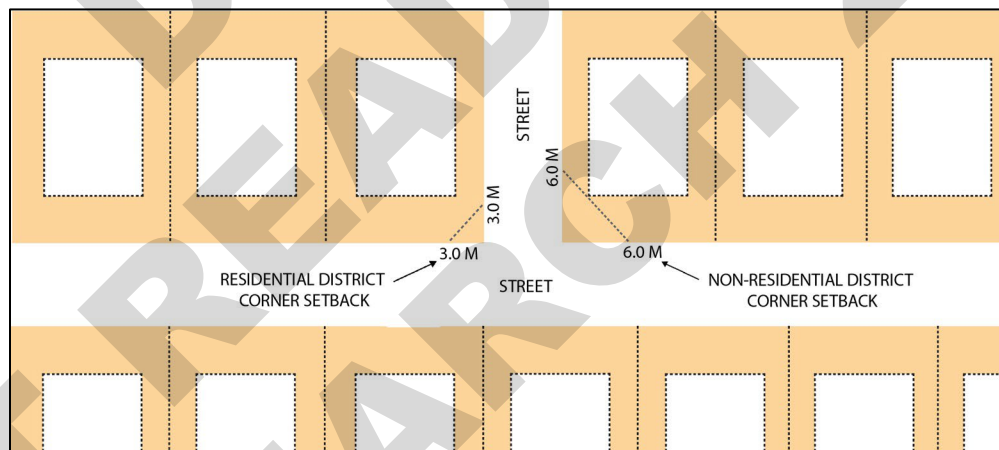 STREET
6.0 M
3.0 M
3.0 M
6.0 M
RESIDENTIAL DISTRICT
CORNER SETBACK
STREET
NON-RESIDENTIAL DISTRICT
CORNER SETBACK